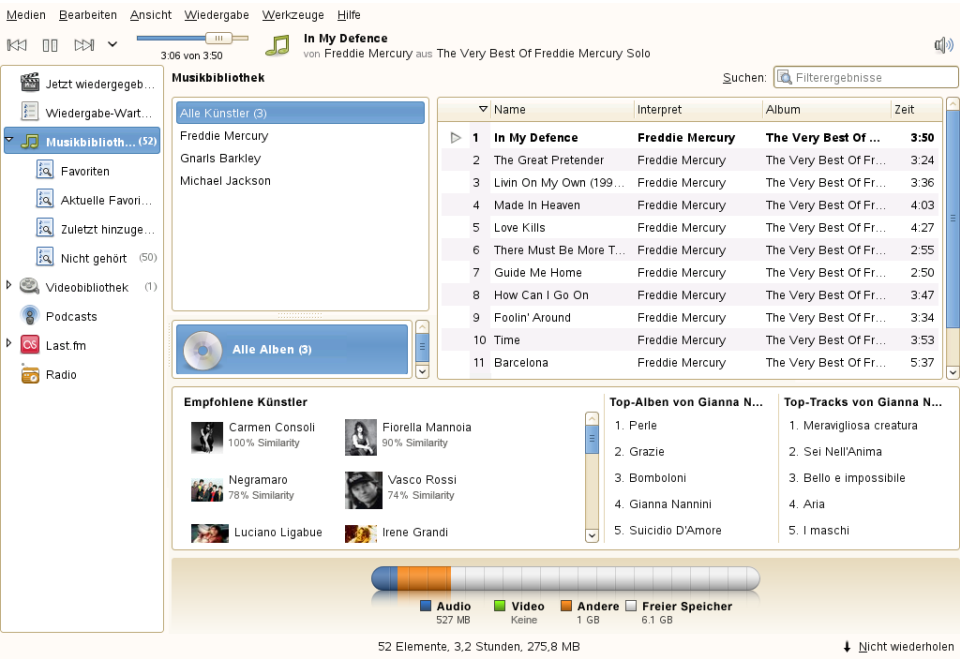 Medien Bearbeiten Ansicht Wiedergabe Werkzeuge Hilfe
3:06 von 3:50
In My Defence
von Freddie Mercury aus The Very Best Of Freddie Mercury Solo
Jetzt wiedergegeb...
Wiedergabe-Wart...
Musikbiblioth... (52)
Favoriten
Aktuelle Favori...
Zuletzt hinzuge...
Nicht gehört (50)
Videobibliothek (1)
Podcasts
Last.fm
Radio
Musikbibliothek
Suchen: Filterergebnisse
Alle Künstler (3)
Freddie Mercury
Gnarls Barkley
Michael Jackson
Alle Alben (3)
Name Interpret Album Zeit
1 In My Defence Freddie Mercury The Very Best Of ... 3:50
2 The Great Pretender Freddie Mercury The Very Best Of Fr... 3:24
3 Livin On My Own (199... Freddie Mercury The Very Best Of Fr... 3:36
4 Made In Heaven Freddie Mercury The Very Best Of Fr... 4:03
5 Love Kills Freddie Mercury The Very Best Of Fr... 4:27
6 There Must Be More T... Freddie Mercury The Very Best Of Fr... 2:55
7 Guide Me Home Freddie Mercury The Very Best Of Fr... 2:50
8 How Can I Go On Freddie Mercury The Very Best Of Fr... 3:47
9 Foolin' Around Freddie Mercury The Very Best Of Fr... 3:34
10 Time Freddie Mercury The Very Best Of Fr... 3:53
11 Barcelona Freddie Mercury The Very Best Of Fr... 5:37
Empfohlene Künstler
Carmen Consoli
100% Similarity
Fiorella Mannoia
90% Similarity
Negramaro
78% Similarity
Vasco Rossi
74% Similarity
Luciano Ligabue
Irene Grandi
Top-Alben von Gianna N...
1. Perle
2. Grazie
3. Bomboloni
4. Gianna Nannini
5. Suicidio D'Amore
Top-Tracks von Gianna N...
1. Meravigliosa creatura
2. Sei Nell'Anima
3. Bello e impossibile
4. Aria
5. I maschi
Audio
527 MB
Video
Keine
Andere
1 GB
Freier Speicher
6.1 GB
52 Elemente, 3,2 Stunden, 275,8 MB
Nicht wiederholen